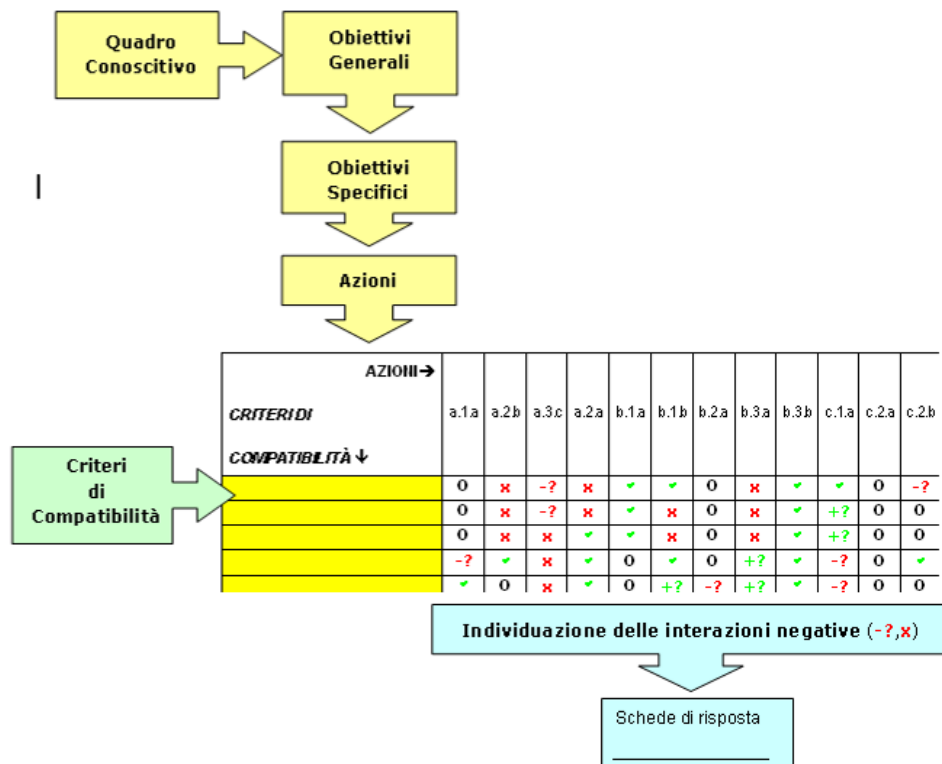 Quadro
Conoscitivo
Obiettivi
Generali
Obiettivi
Specifici
Azioni
AZIONI→
CRITERI DI
COMPATIBILITÀ ↓
a.1.a a.2.b a.3.c a.2.a b.1.a b.1.b b.2.a b.3.a b.3.b c.1.a c.2.a c.2.b
Criteri
di
Compatibilità
0 x -? x ✓ ✓ 0 x ✓ ✓ 0 -?
0 x -? x ✓ x 0 x ✓ +? 0 0
0 x x ✓ ✓ x 0 x ✓ +? 0 0
-? ✓ x ✓ 0 ✓ 0 +? ✓ -? 0 ✓
✓ 0 x ✓ 0 +? -? +? ✓ -? 0 0
Individuazione delle interazioni negative (-?,x)
Schede di risposta